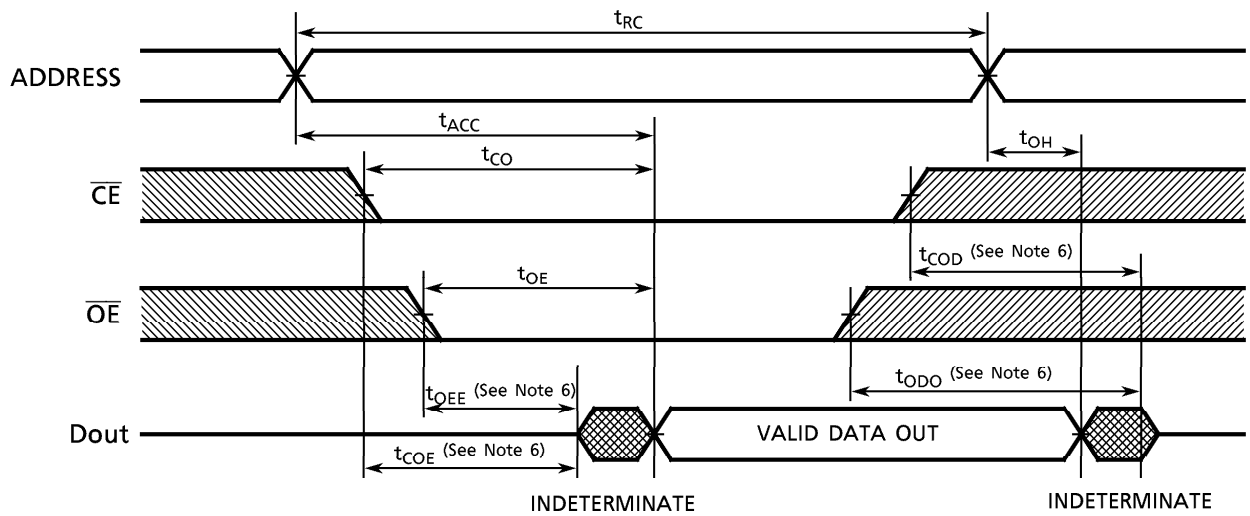 tRC
ADDRESS
tACC
tCO
tOH
CE
tCOD (See Note 6)
tOE
OE
tODO (See Note 6)
tOEE (See Note 6)
Dout
VALID DATA OUT
tCOE (See Note 6)
INDETERMINATE
INDETERMINATE